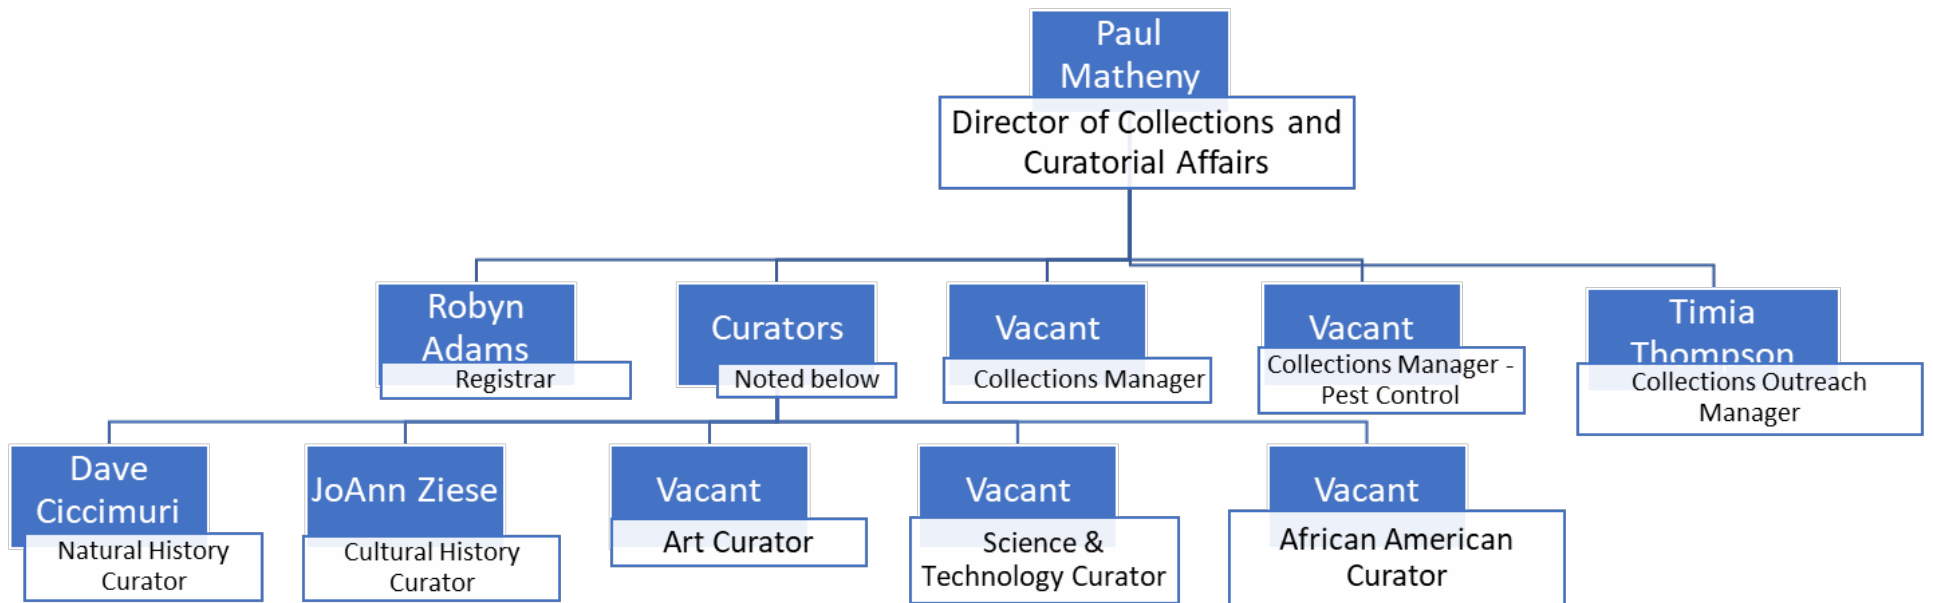 Paul
Matheny
Director of Collections and
Curatorial Affairs
Robyn
Adams
Registrar
Curators
Noted below
Vacant
Collections Manager
Vacant
Collections Manager -
Pest Control
Timia
Thompson
Collections Outreach
Manager
Dave
Ciccimuri
Natural History
Curator
JoAnn Ziese
Cultural History
Curator
Vacant
Art Curator
Vacant
Science &
Technology Curator
Vacant
African American
Curator